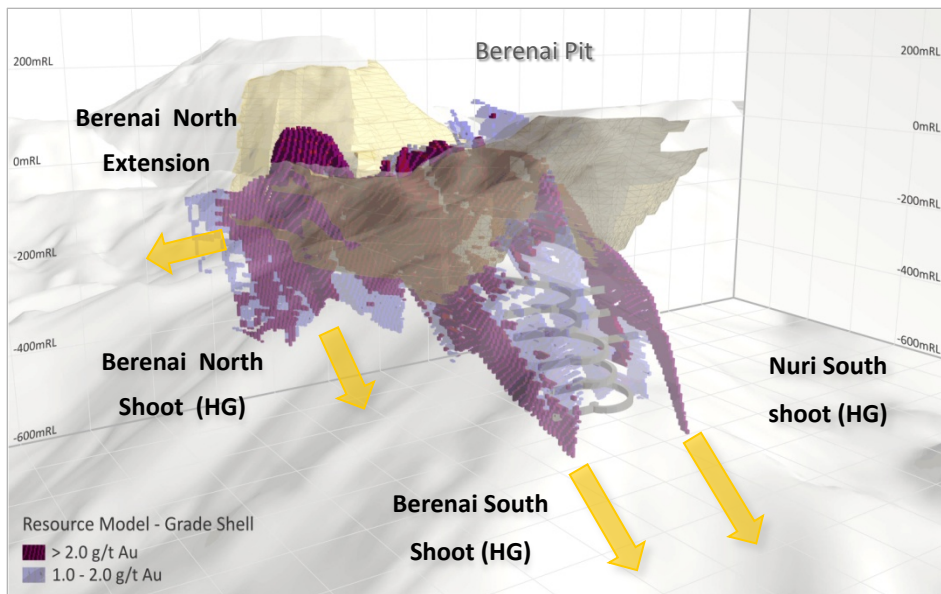 Berenai Pit
200mRL
200mRL
Berenai North
Extension
0mRL
0mRL
-200mRL
-200mRL
-400mRL
-400mRL
-600mRL
-600mRL
Berenai North
Shoot (HG)
Nuri South
shoot (HG)
Berenai South
Shoot (HG)
Resource Model - Grade Shell
> 2.0 g/t Au
1.0 - 2.0 g/t Au